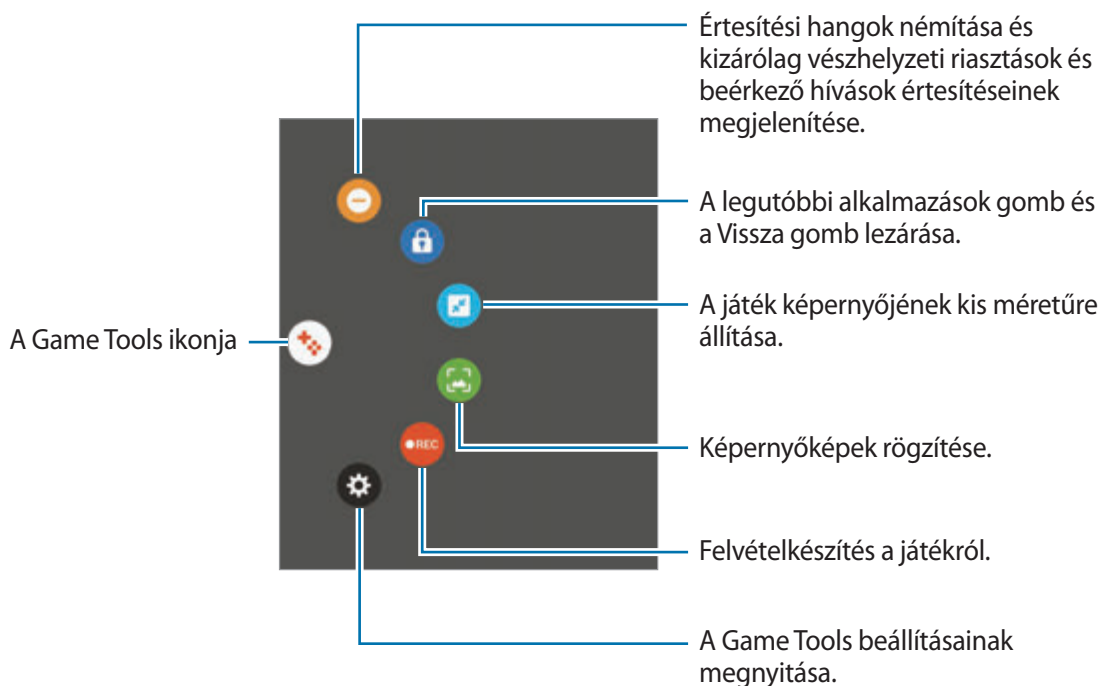 Értesítési hangok némítása és
kizárólag vészhelyzeti riasztások és
beérkező hívások értesítéseinek
megjelenítése.
A legutóbbi alkalmazások gomb és
a Vissza gomb lezárása.
A játék képernyőjének kis méretűre
állítása.
A Game Tools ikonja
Képernyőképek rögzítése.
REC
Felvételkészítés a játékról.
A Game Tools beállításainak
megnyitása.